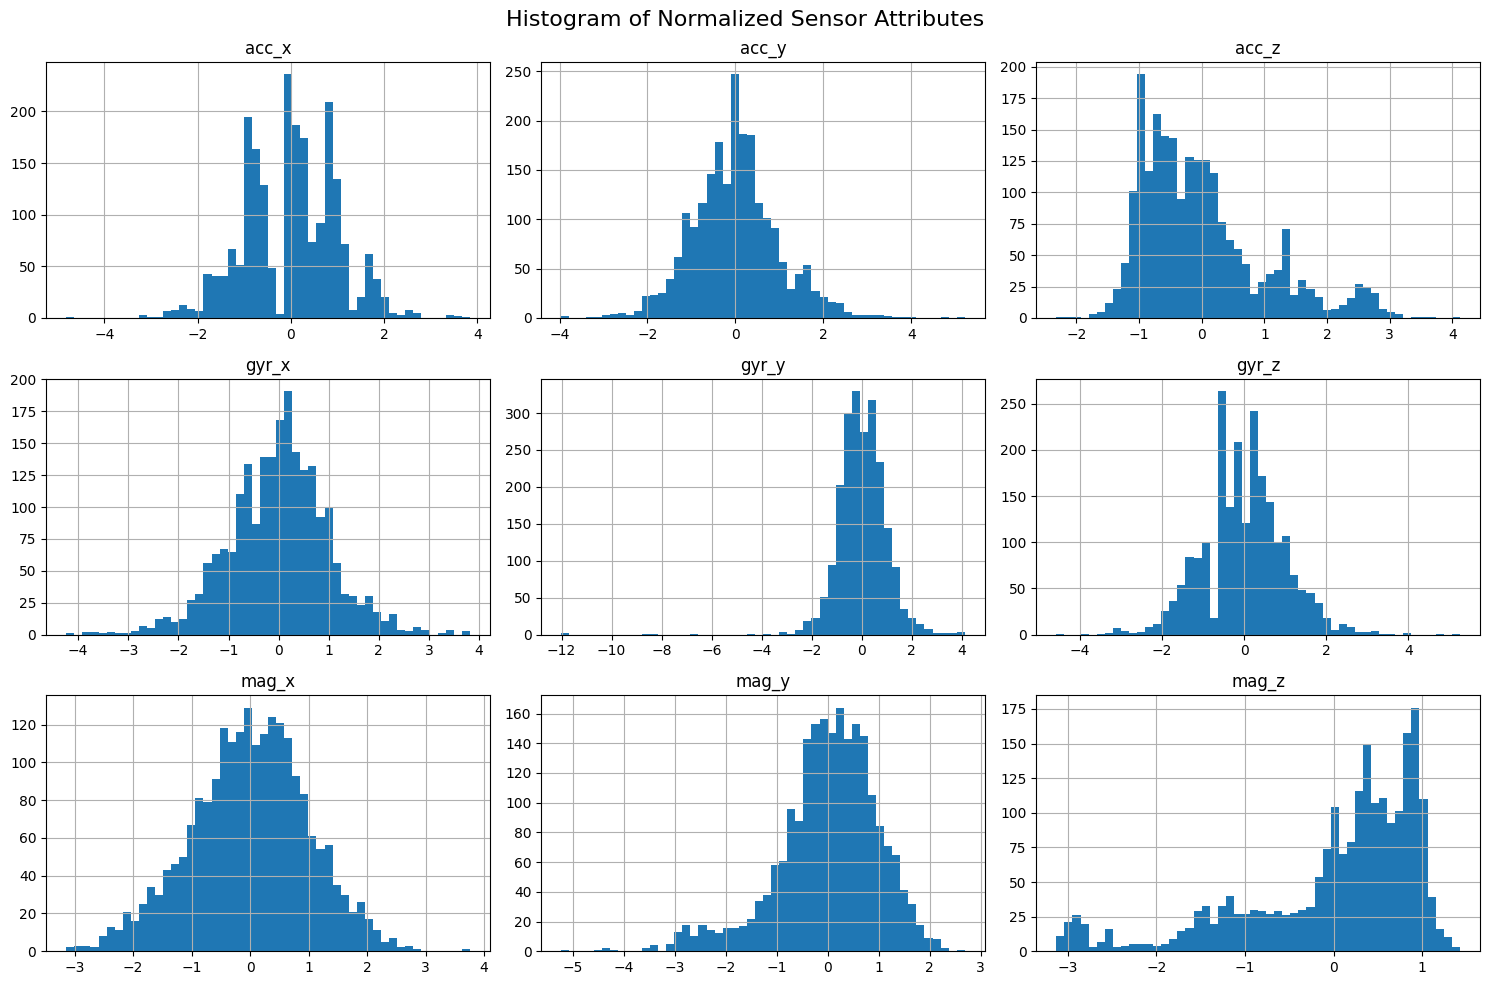 Histogram of Normalized Sensor Attributes
acc_x acc_y acc_z
200 150 100 50 0
−4 −2 0 2 4
250 200 150 100 50 0
−4 −2 0 2 4
200 175 150 125 100 75 50 25 0
−2 −1 0 1 2 3 4
gyr_x gyr_y gyr_z
200 175 150 125 100 75 50 25 0
−4 −3 −2 −1 0 1 2 3 4
300 250 200 150 100 50 0
−12 −10 −8 −6 −4 −2 0 2 4
250 200 150 100 50 0
−4 −2 0 2 4
mag_x mag_y mag_z
120 100 80 60 40 20 0
−3 −2 −1 0 1 2 3 4
160 140 120 100 80 60 40 20 0
−5 −4 −3 −2 −1 0 1 2 3
175 150 125 100 75 50 25 0
−3 −2 −1 0 1